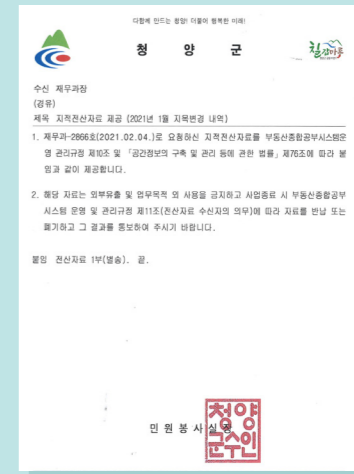 다함께 만드는 청양! 더불어 행복한 미래!
청 양 군
칠갑마루
수신 재무과장
(경유)
제목 지적전산자료 제공 (2021년 1월 지목변경 내역)
1. 재무과-2866호(2021.02.04.)로 요청하신 지적전산자료를 부동산종합공부시스템운
영 관리규정 제10조 및 「공간정보의 구축 및 관리 등에 관한 법률」 제76조에 따라 붙
임과 같이 제공합니다.
2. 해당 자료는 외부유출 및 업무목적 외 사용을 금지하고 사업종료 시 부동산종합공부
시스템 운영 및 관리규정 제11조(전산자료 수신자의 의무)에 따라 자료를 반납 또는
폐기하고 그 결과를 통보하여 주시기 바랍니다.
붙임 전산자료 1부(별송). 끝.
민원봉사실장
청양
군수인